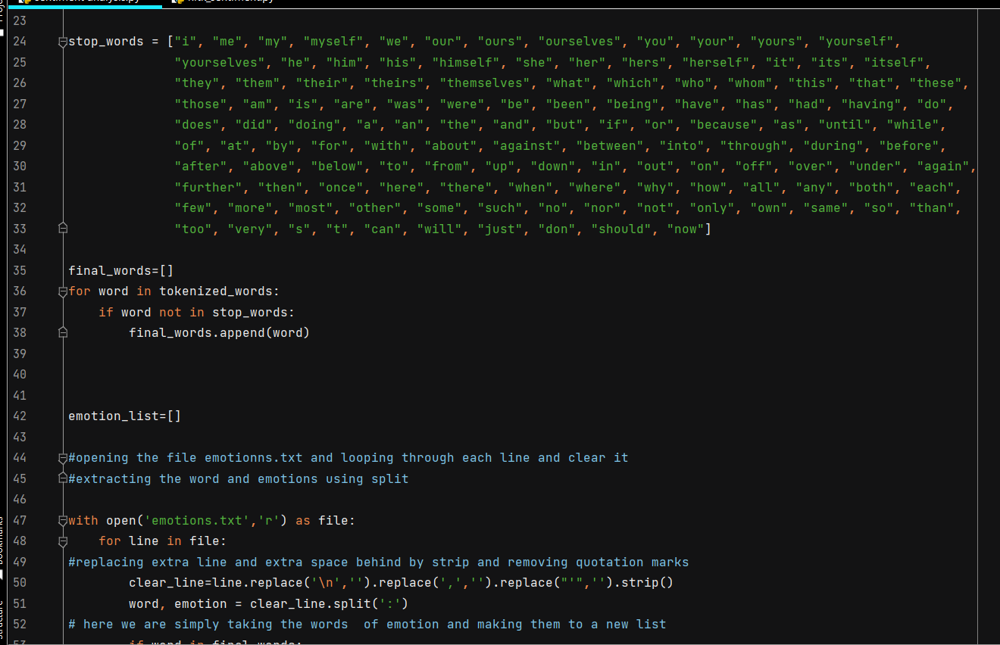 23
24 stop_words = ["i", "me", "my", "myself", "we", "our", "ours", "ourselves", "you", "your", "yours", "yourself",
25 "yourselves", "he", "him", "his", "himself", "she", "her", "hers", "herself", "it", "its", "itself",
26 "they", "them", "their", "theirs", "themselves", "what", "which", "who", "whom", "this", "that", "these",
27 "those", "am", "is", "are", "was", "were", "be", "been", "being", "have", "has", "had", "having", "do",
28 "does", "did", "doing", "a", "an", "the", "and", "but", "if", "or", "because", "as", "until", "while",
29 "of", "at", "by", "for", "with", "about", "against", "between", "into", "through", "during", "before",
30 "after", "above", "below", "to", "from", "up", "down", "in", "out", "on", "off", "over", "under", "again",
31 "further", "then", "once", "here", "there", "when", "where", "why", "how", "all", "any", "both", "each",
32 "few", "more", "most", "other", "some", "such", "no", "nor", "not", "only", "own", "same", "so", "than",
33 "too", "very", "s", "t", "can", "will", "just", "don", "should", "now"]
34
35 final_words=[]
36 for word in tokenized_words:
37 if word not in stop_words:
38 final_words.append(word)
39
40
41
42 emotion_list=[]
43
44 #opening the file emotionns.txt and looping through each line and clear it
45 #extracting the word and emotions using split
46
47 with open('emotions.txt','r') as file:
48 for line in file:
49 #replacing extra line and extra space behind by strip and removing quotation marks
50 clear_line=line.replace('\n','').replace(',','').replace("'",'').strip()
51 word, emotion = clear_line.split(':')
52 # here we are simply taking the words  of emotion and making them to a new list